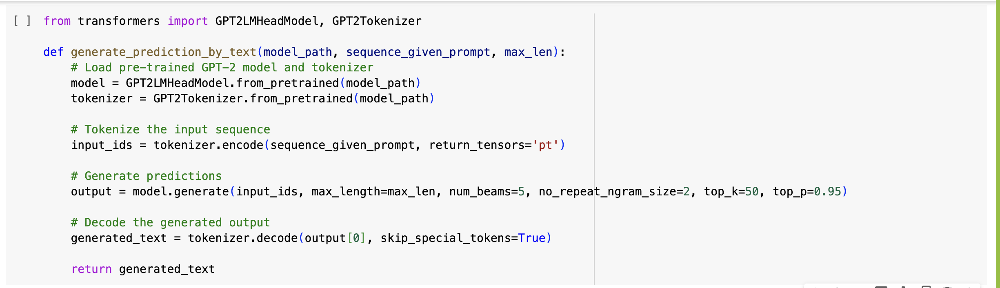 [ ] from transformers import GPT2LMHeadModel, GPT2Tokenizer
def generate_prediction_by_text(model_path, sequence_given_prompt, max_len):
# Load pre-trained GPT-2 model and tokenizer
model = GPT2LMHeadModel.from_pretrained(model_path)
tokenizer = GPT2Tokenizer.from_pretrained(model_path)
# Tokenize the input sequence
input_ids = tokenizer.encode(sequence_given_prompt, return_tensors='pt')
# Generate predictions
output = model.generate(input_ids, max_length=max_len, num_beams=5, no_repeat_ngram_size=2, top_k=50, top_p=0.95)
# Decode the generated output
generated_text = tokenizer.decode(output[0], skip_special_tokens=True)
return generated_text